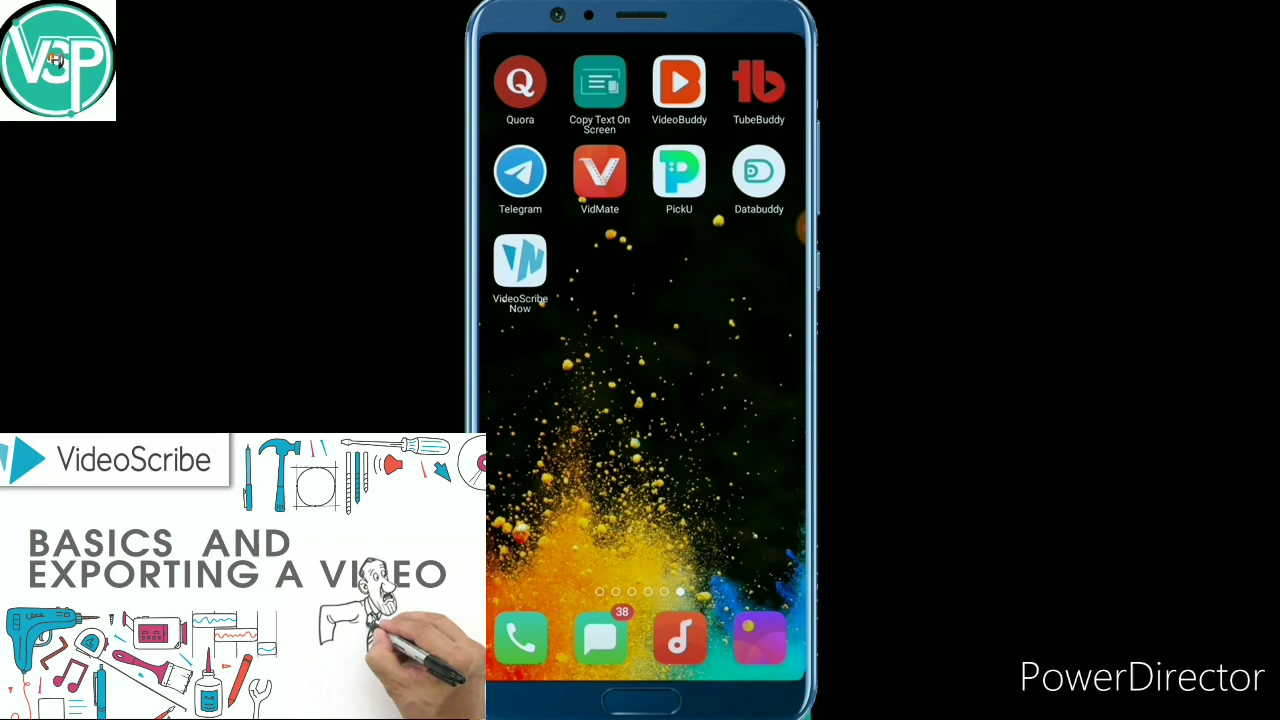 VSP
Quora
Copy Text On
Screen
VideoBuddy
TubeBuddy
Telegram
VidMate
PickU
Databuddy
VideoScribe
Now
38
VideoScribe
BASICS AND
EXPORTING A VIDEO
PowerDirector